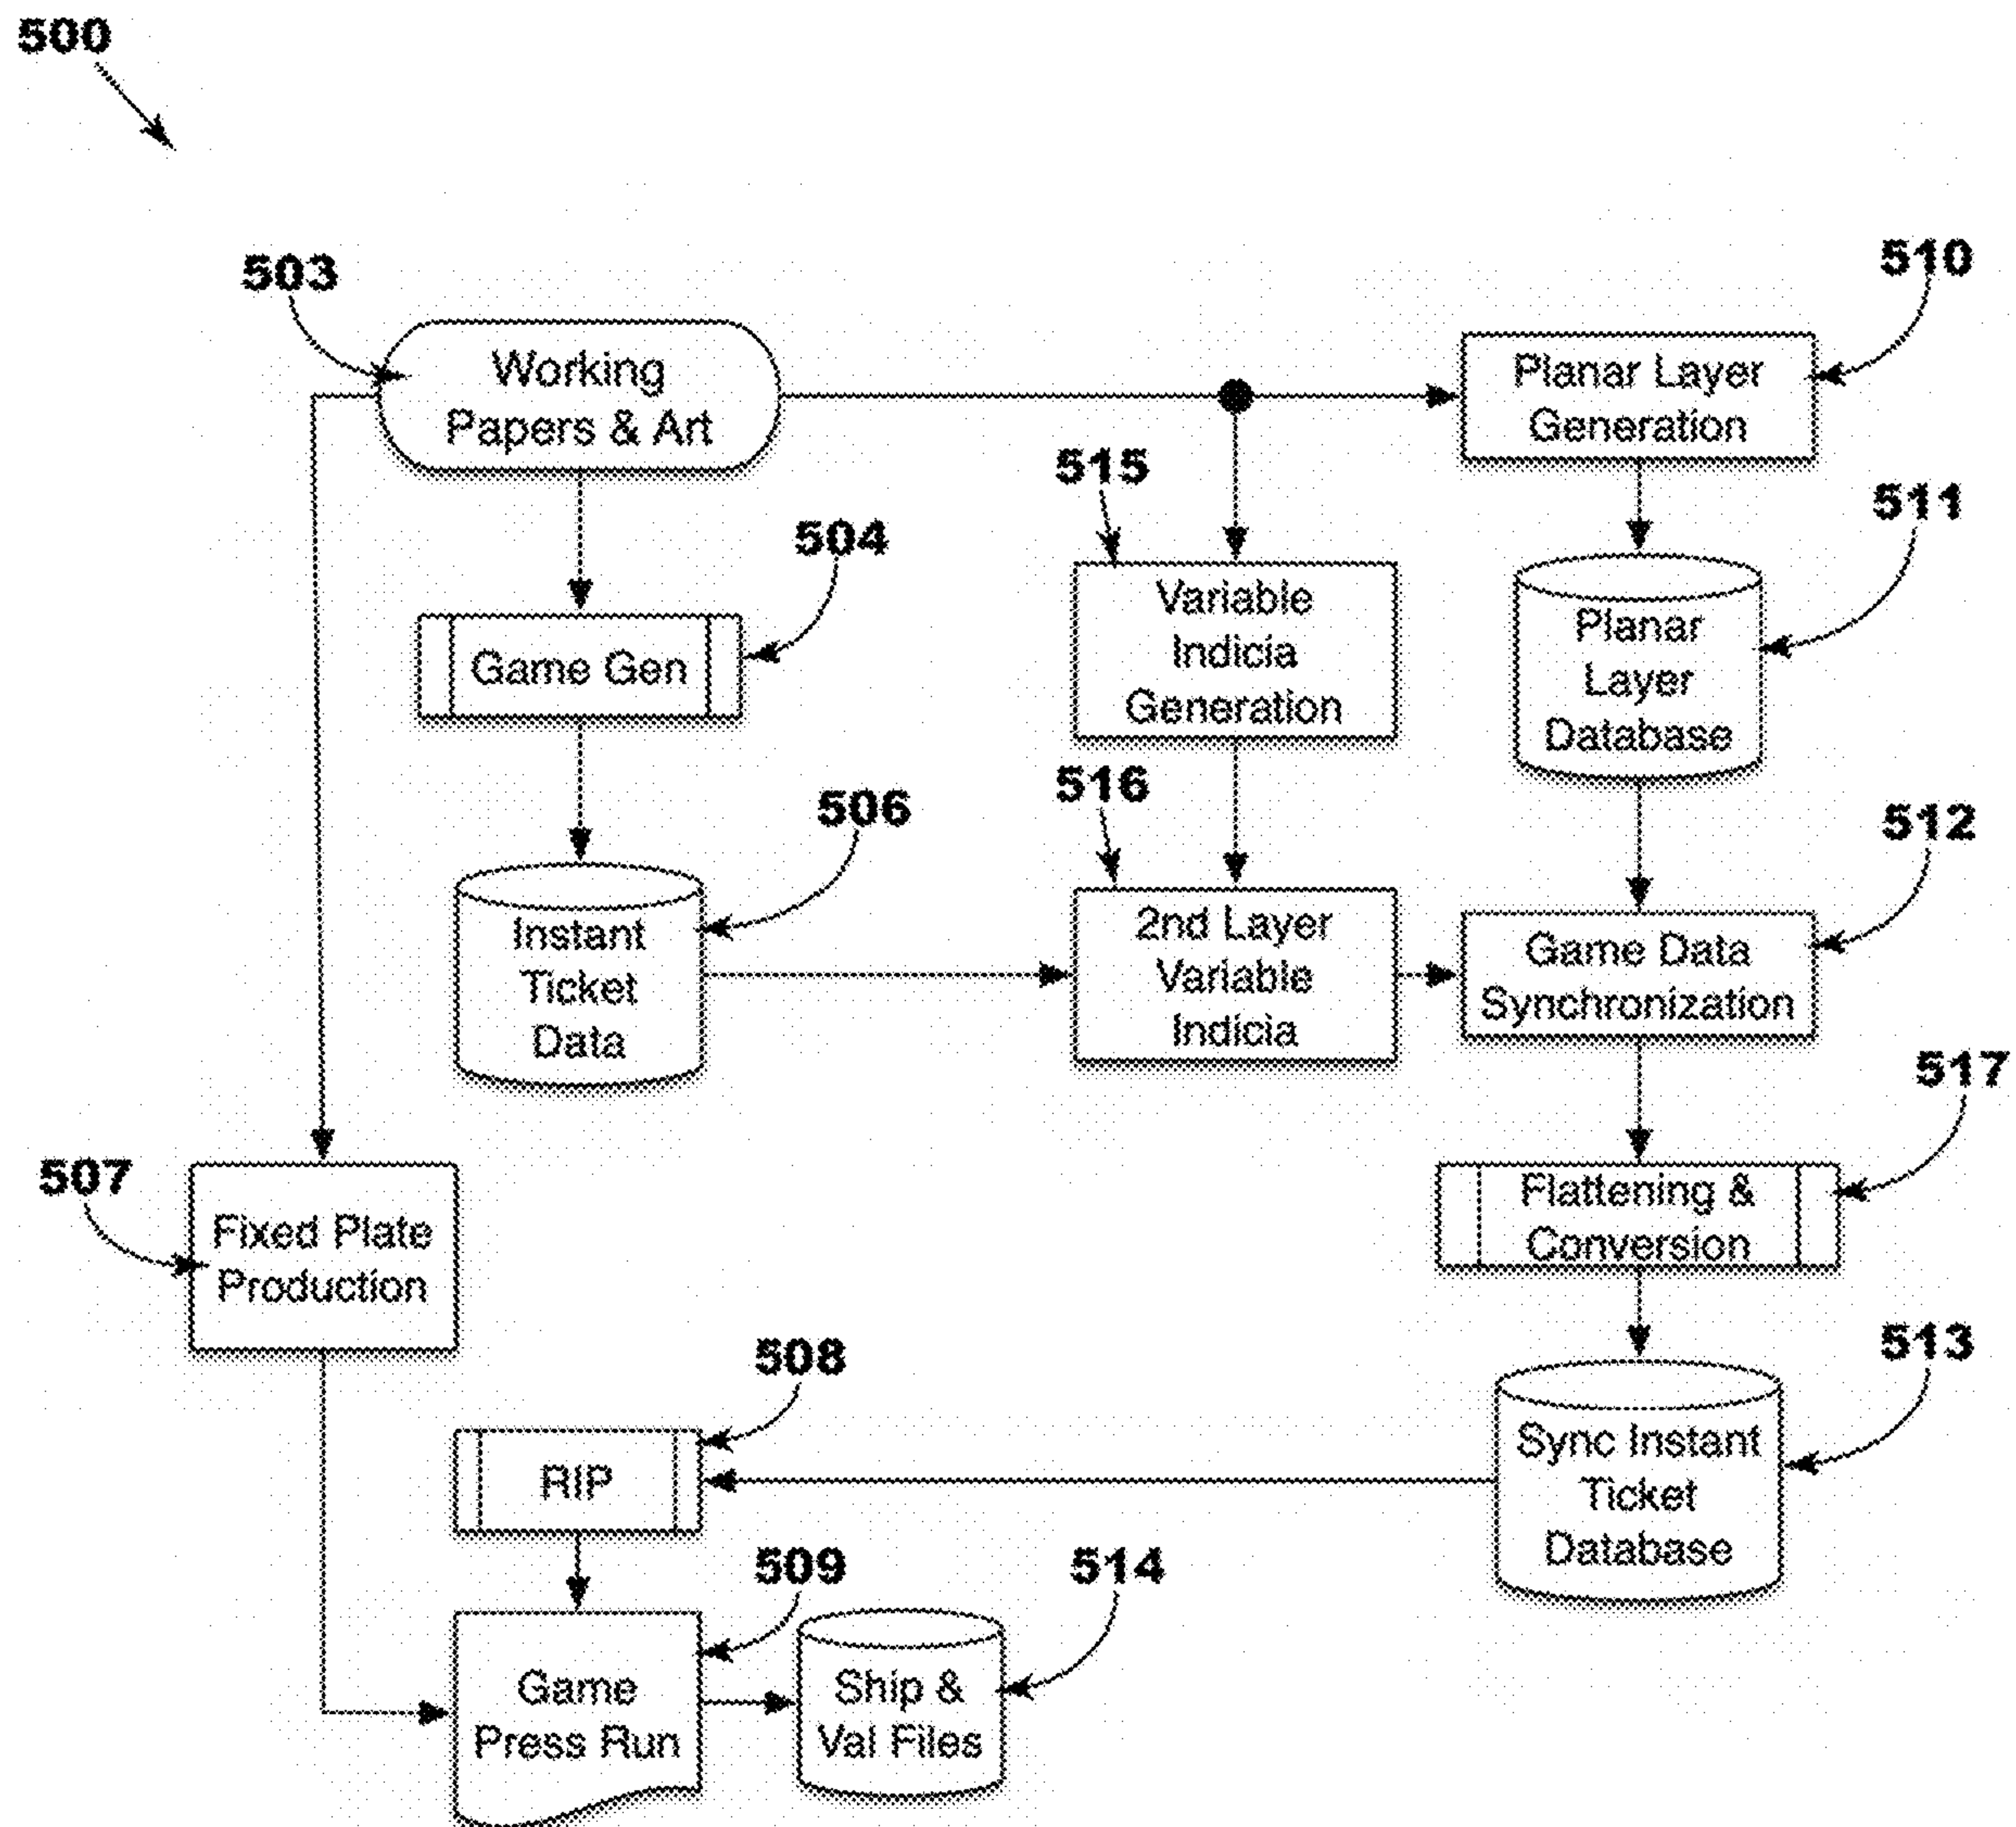 500
503
Working
Papers & Art
510
Planar Layer
Generation
515
504
511
Variable
Indicia
Generation
Game Gen
Planar
Layer
Database
516
506
512
Instant
Ticket
Data
2nd Layer
Variable
Indicia
Game Data
Synchronization
517
507
Fixed Plate
Production
Flattening &
Conversion
508
513
RIP
Sync Instant
Ticket
Database
509
514
Game
Press Run
Ship &
Val Files